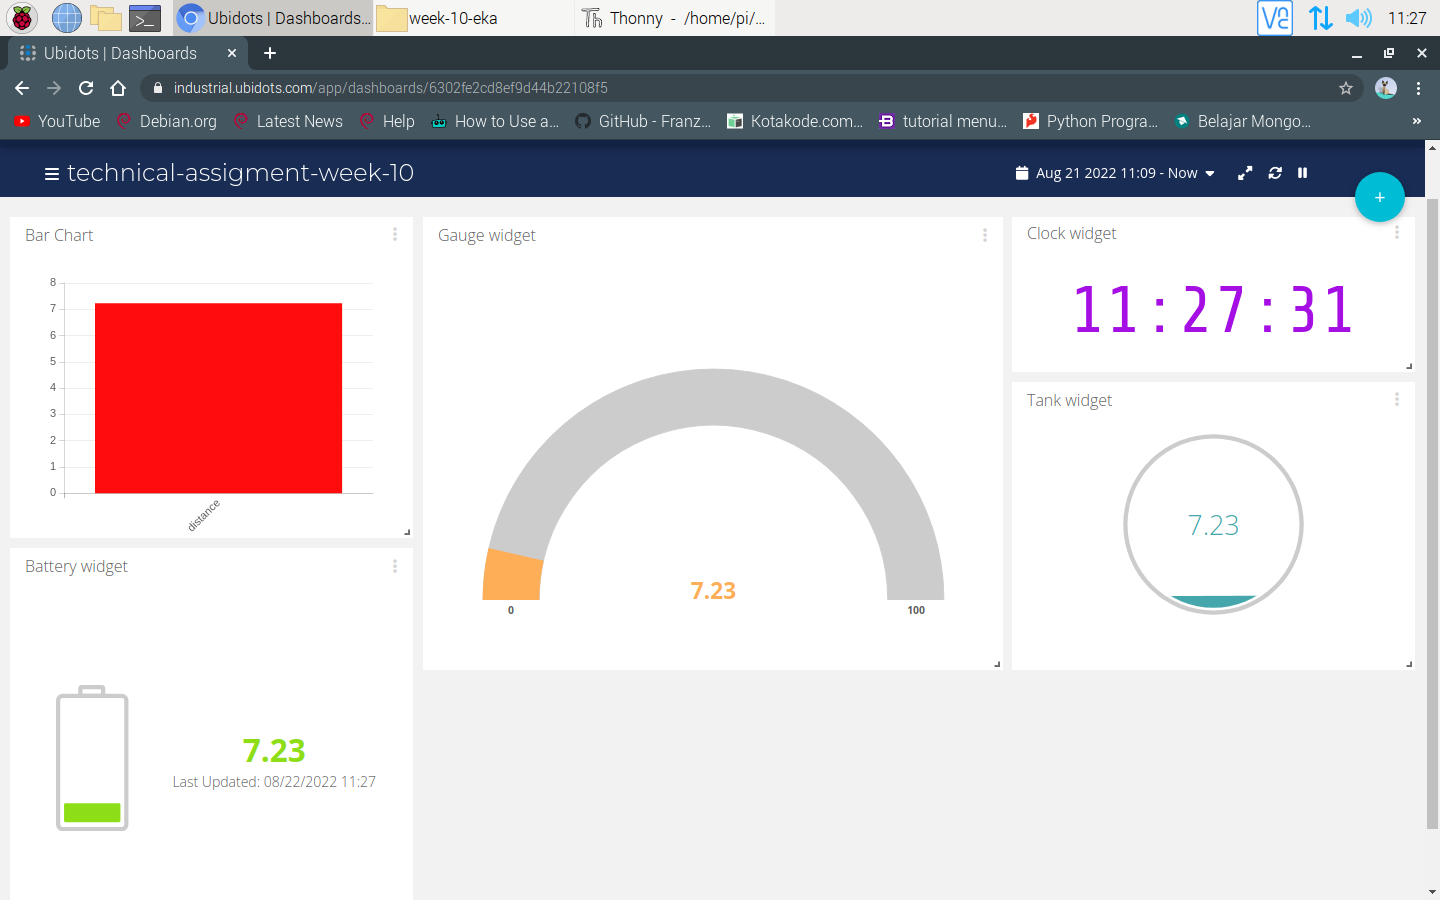 Ubidots | Dashboards...
week-10-eka
Thonny - /home/pi/...
11:27
Ubidots | Dashboards
industrial.ubidots.com/app/dashboards/6302fe2cd8ef9d44b22108f5
YouTube
Debian.org
Latest News
Help
How to Use a...
GitHub - Franz...
Kotakode.com...
tutorial menu...
Python Progra...
Belajar Mongo...
technical-assigment-week-10
Aug 21 2022 11:09 - Now
Bar Chart
8
7
6
5
4
3
2
1
0
distance
Gauge widget
7.23
0
100
Clock widget
11:27:31
Tank widget
7.23
Battery widget
7.23
Last Updated: 08/22/2022 11:27